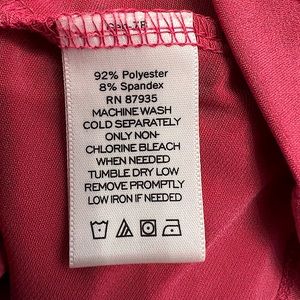 92% Polyester
8% Spandex
RN 87935
MACHINE WASH
COLD SEPARATELY
ONLY NON-
CHLORINE BLEACH
WHEN NEEDED
TUMBLE DRY LOW
REMOVE PROMPTLY
LOW IRON IF NEEDED